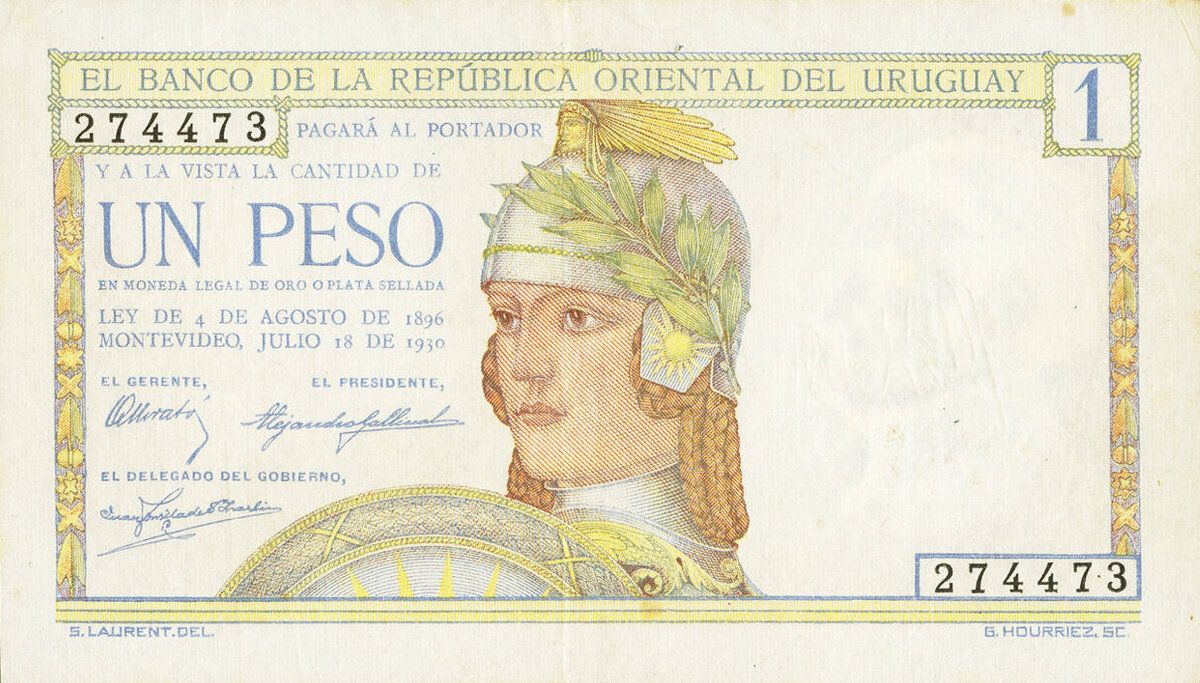 EL BANCO DE LA REPÚBLICA ORIENTAL DEL URUGUAY
1
274473
PAGARÁ AL PORTADOR
Y A LA VISTA LA CANTIDAD DE
UN PESO
EN MONEDA LEGAL DE ORO O PLATA SELLADA
LEY DE 4 DE AGOSTO DE 1896
MONTEVIDEO, JULIO 18 DE 1930
EL GERENTE, EL PRESIDENTE,
Alejandro Gallinal
EL DELEGADO DEL GOBIERNO,
274473
S. LAURENT. DEL. G. HOURRIEZ, SC.